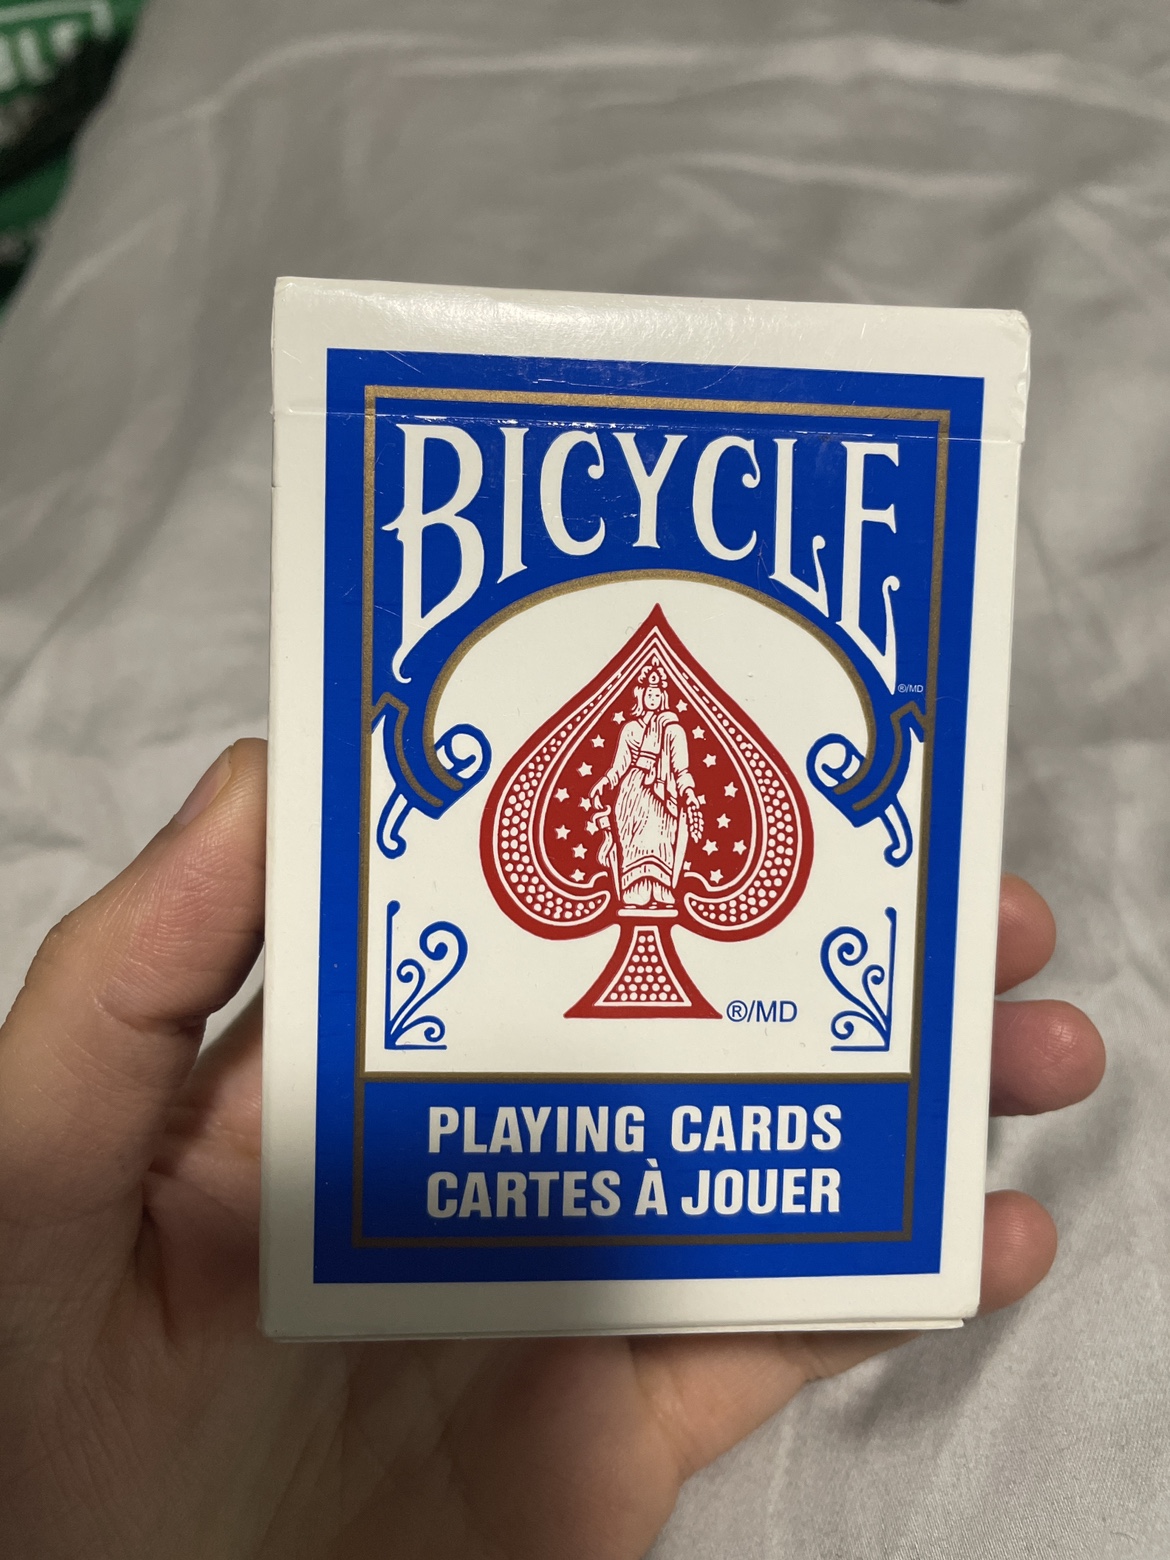 BICYCLE
®/MD
®/MD
PLAYING CARDS
CARTES À JOUER